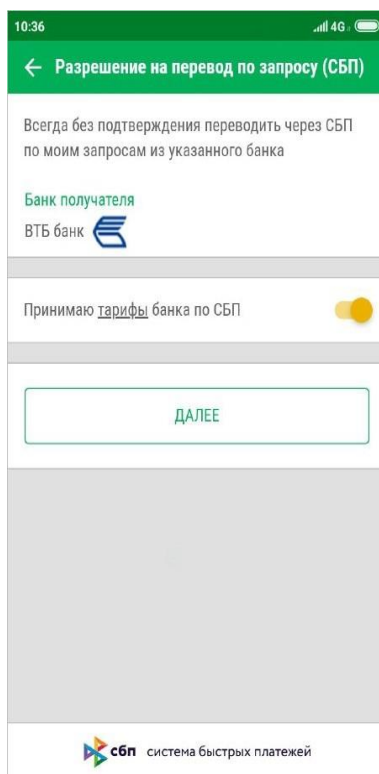 10:36
4G
← Разрешение на перевод по запросу (СБП)
Всегда без подтверждения переводить через СБП
по моим запросам из указанного банка
Банк получателя
ВТБ банк
Принимаю тарифы банка по СБП
ДАЛЕЕ
сбп система быстрых платежей